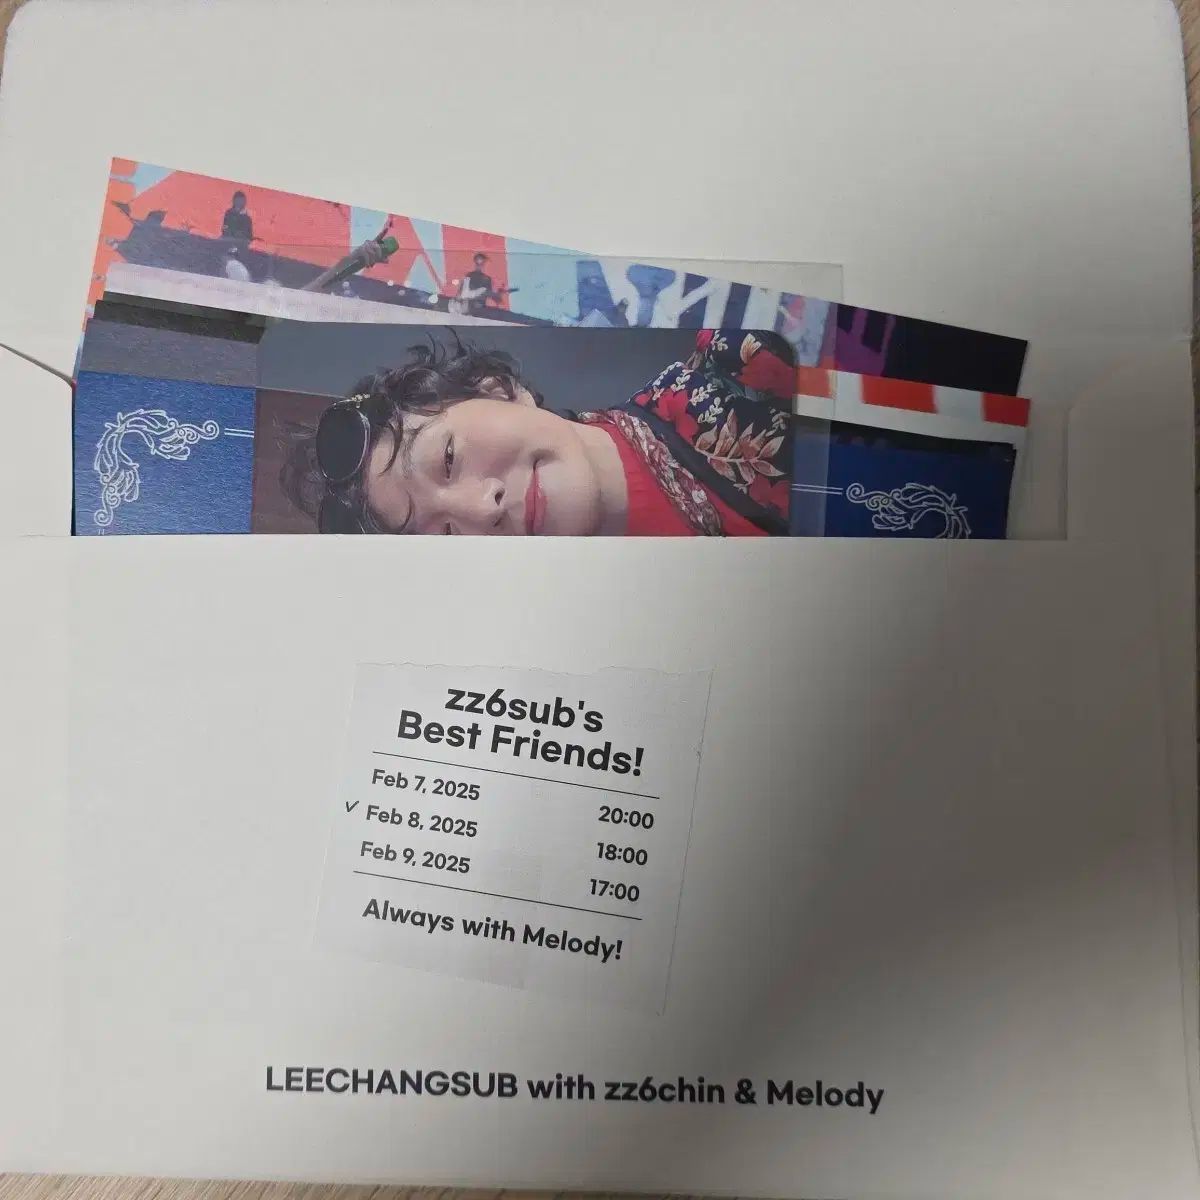 zz6sub's
Best Friends!
Feb 7, 2025 20:00
✓ Feb 8, 2025 18:00
Feb 9, 2025 17:00
Always with Melody!
LEECHANGSUB with zz6chin & Melody